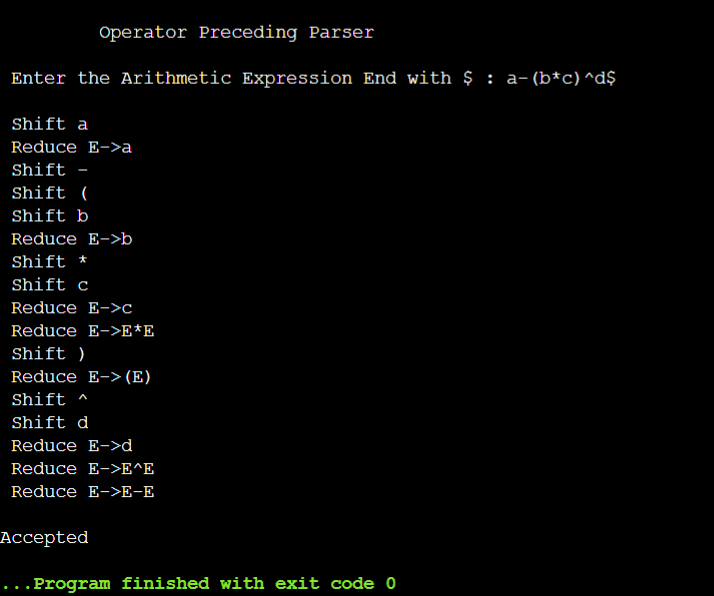 Operator Preceding Parser
Enter the Arithmetic Expression End with $ : a-(b*c)^d$
Shift a
Reduce E->a
Shift -
Shift (
Shift b
Reduce E->b
Shift *
Shift c
Reduce E->c
Reduce E->E*E
Shift )
Reduce E->(E)
Shift ^
Shift d
Reduce E->d
Reduce E->E^E
Reduce E->E-E
Accepted
...Program finished with exit code 0